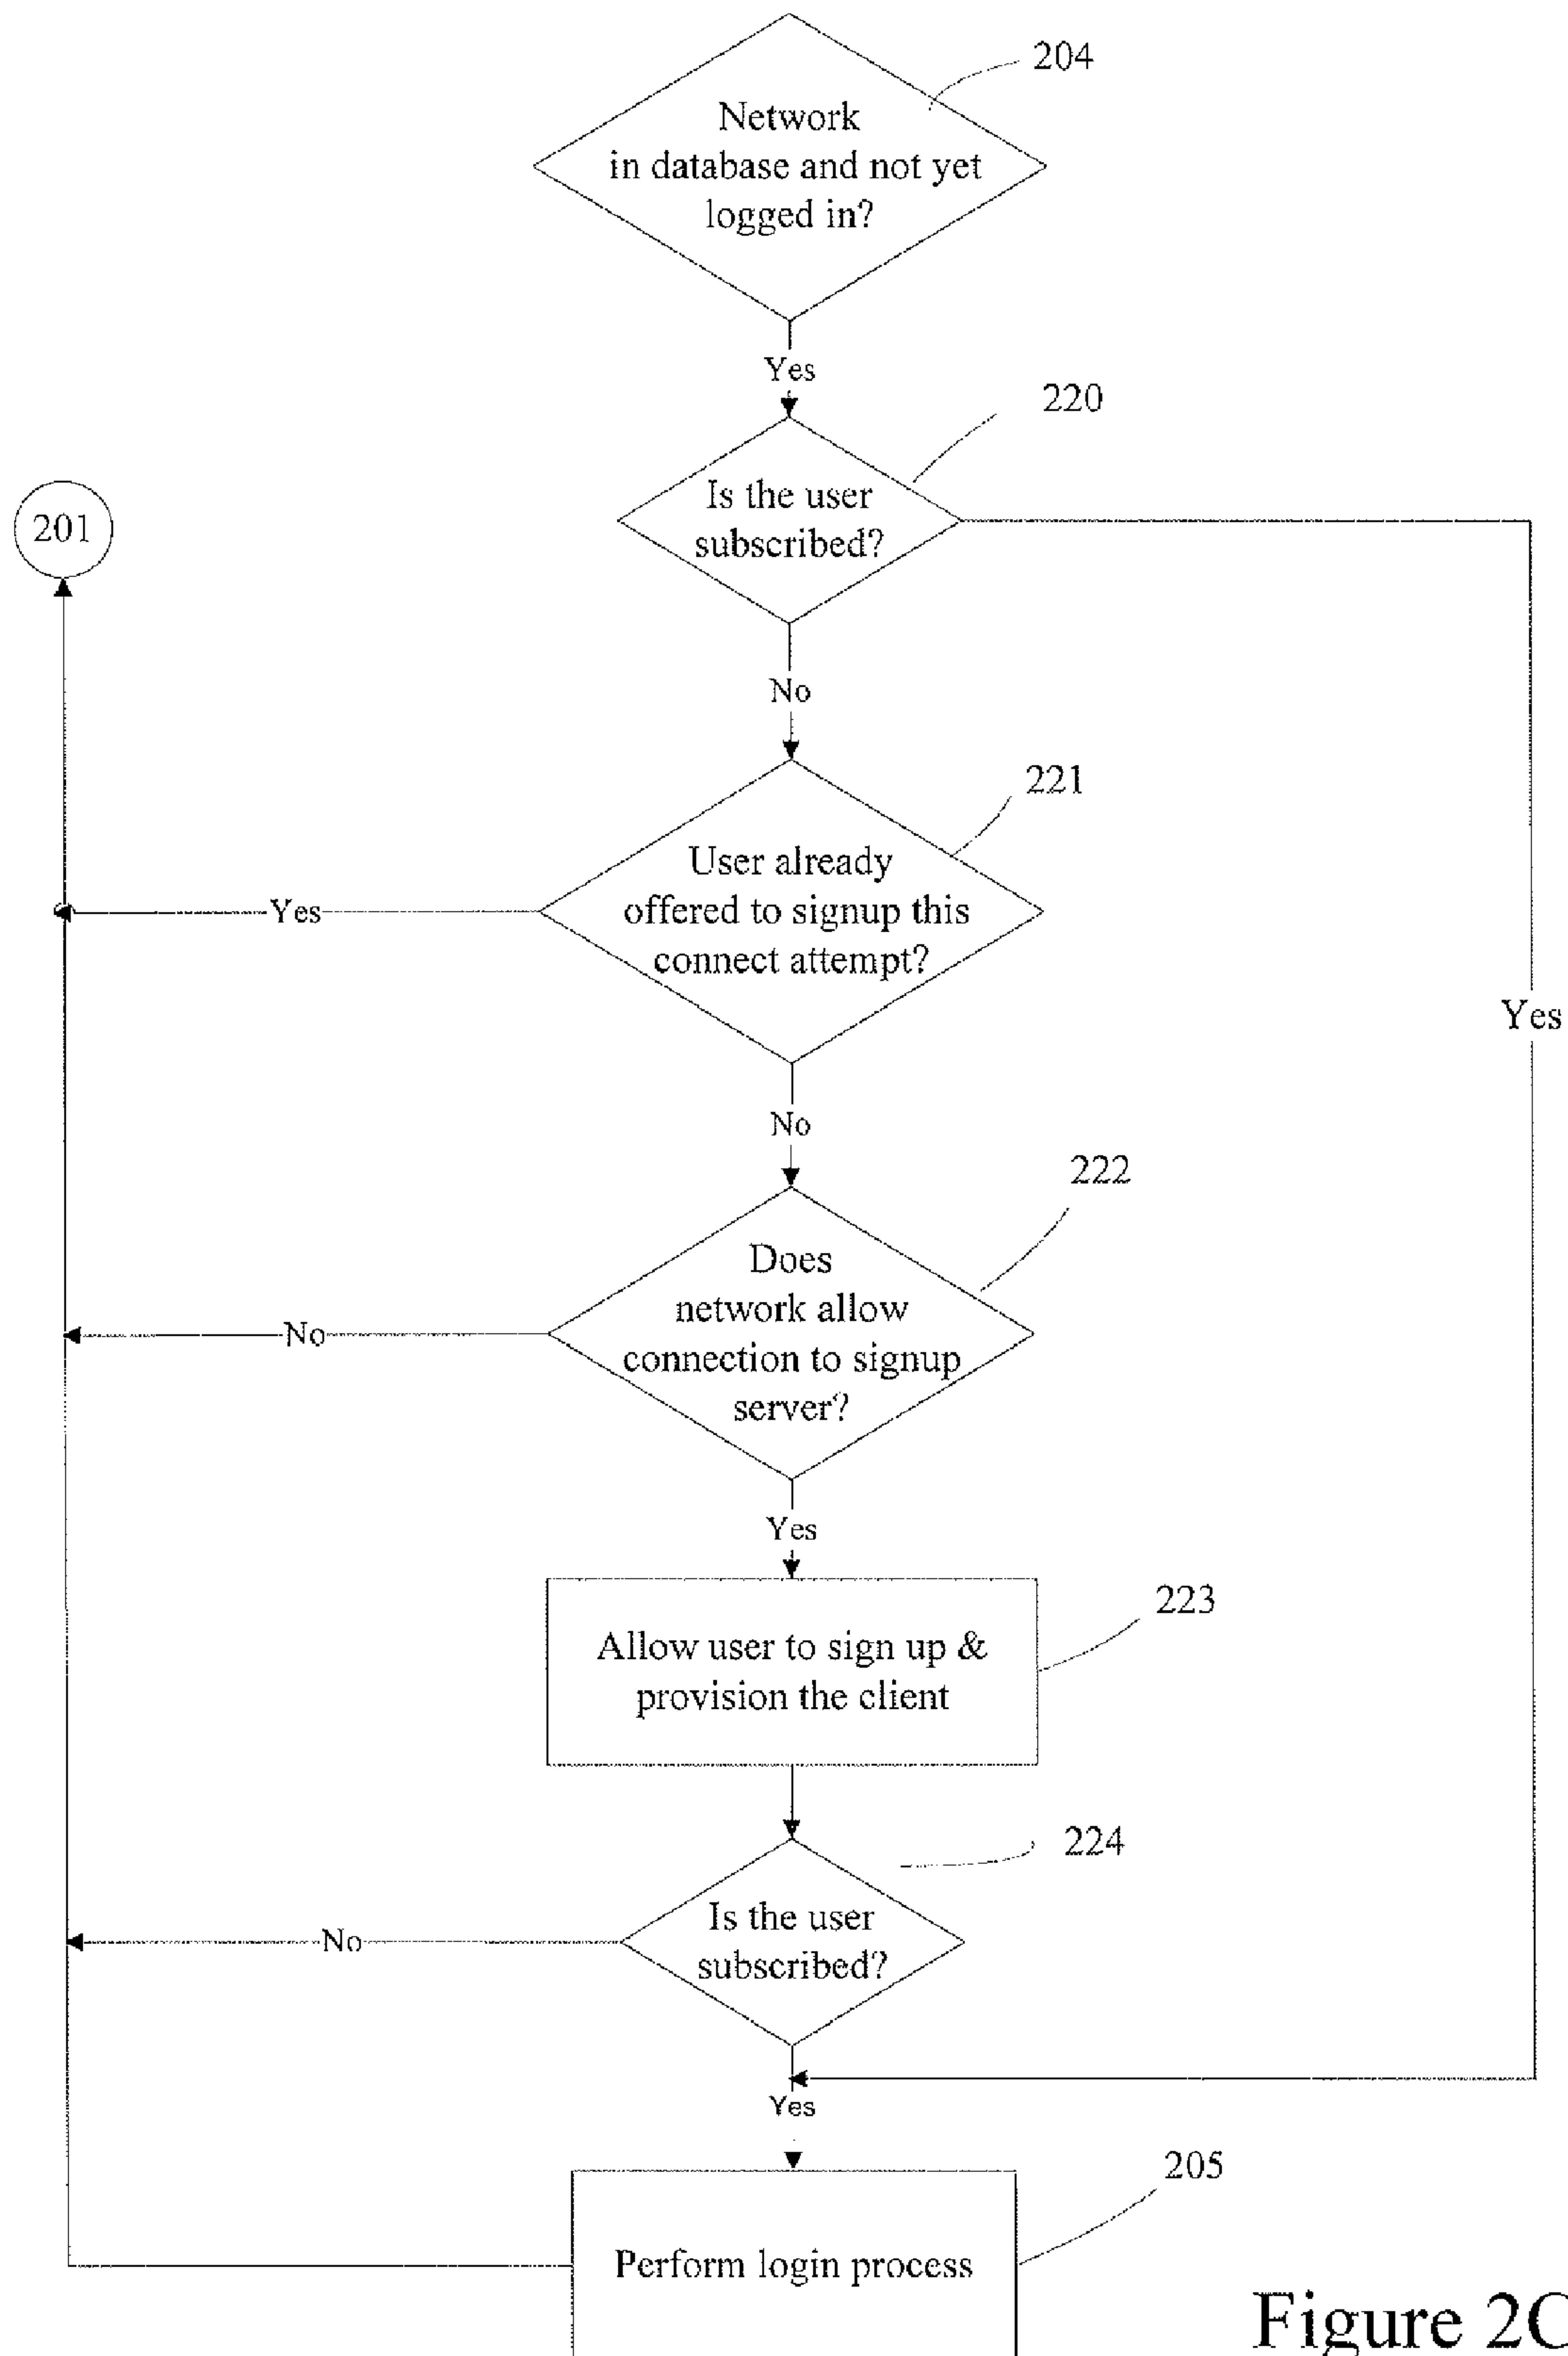 204
Network
in database and not yet
logged in?
Yes
220
Is the user
subscribed?
201
No
221
User already
offered to signup this
connect attempt?
Yes
Yes
No
222
Does
network allow
connection to signup
server?
No
Yes
223
Allow user to sign up &
provision the client
224
Is the user
subscribed?
No
Yes
205
Perform login process
Figure 2C